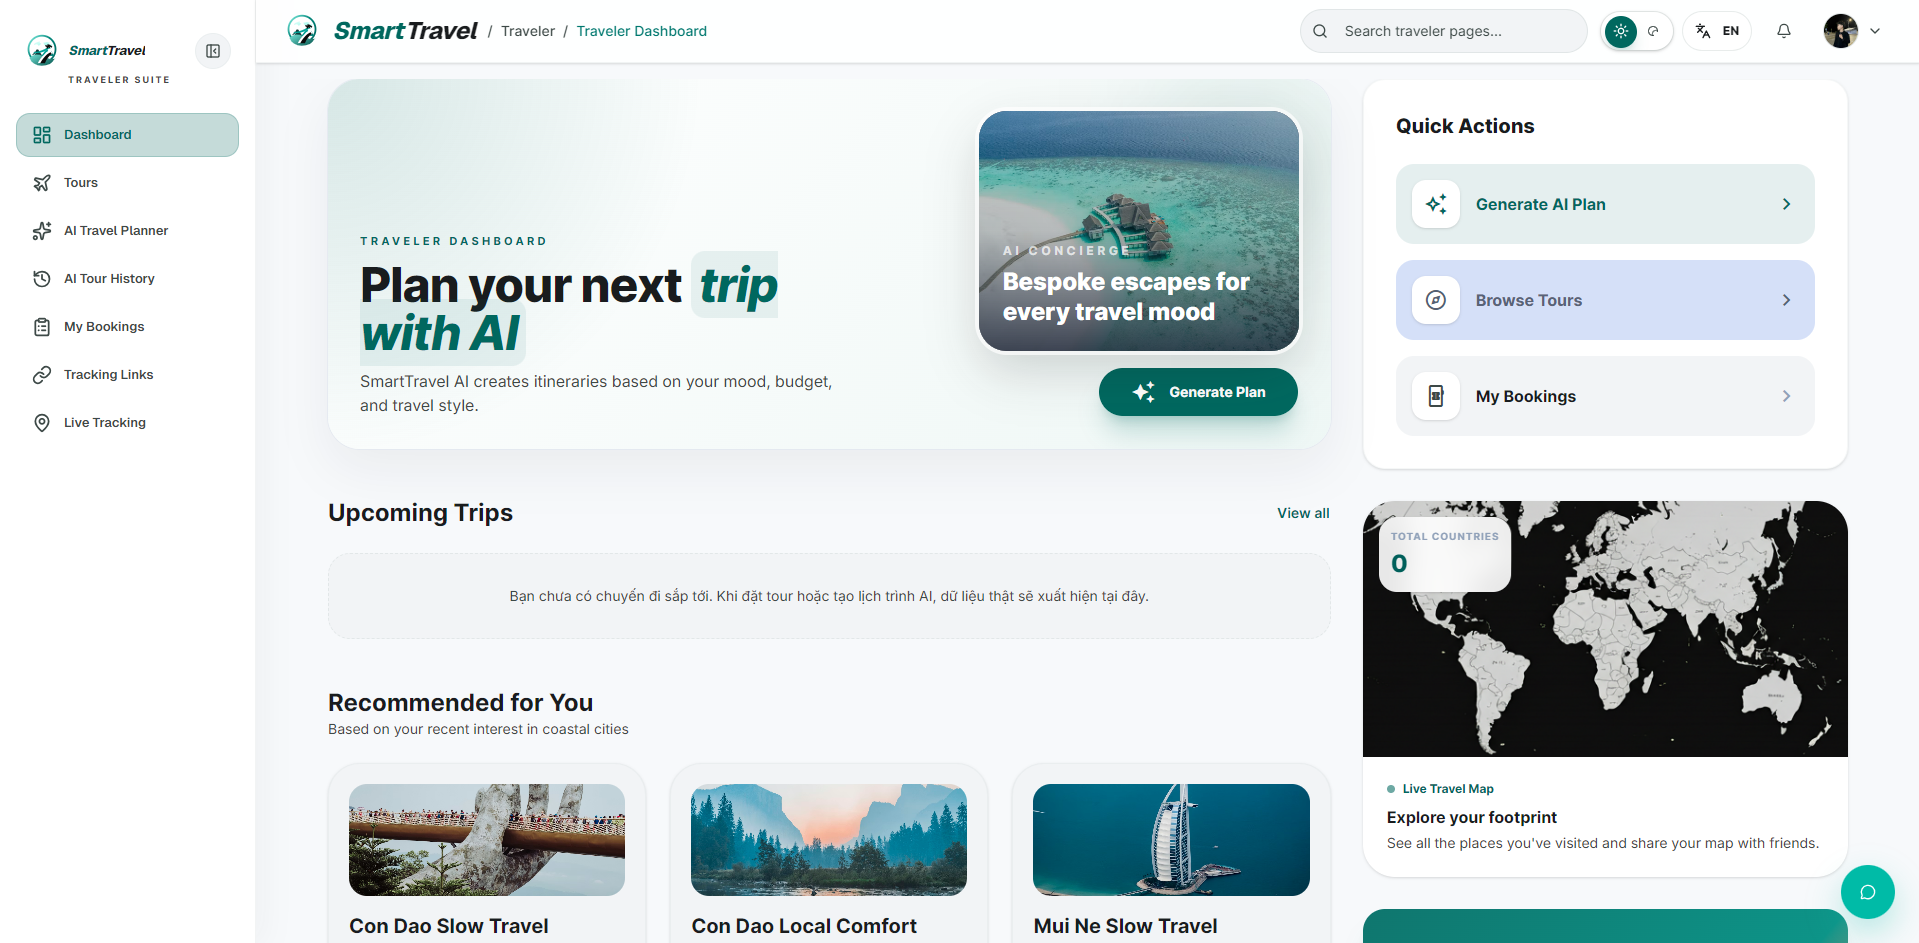 SmartTravel
TRAVELER SUITE
Dashboard
Tours
AI Travel Planner
AI Tour History
My Bookings
Tracking Links
Live Tracking
SmartTravel / Traveler / Traveler Dashboard
Search traveler pages...
EN
TRAVELER DASHBOARD
Plan your next trip
with AI
SmartTravel AI creates itineraries based on your mood, budget,
and travel style.
AI CONCIERGE
Bespoke escapes for
every travel mood
Generate Plan
Quick Actions
Generate AI Plan
Browse Tours
My Bookings
Upcoming Trips
View all
Bạn chưa có chuyến đi sắp tới. Khi đặt tour hoặc tạo lịch trình AI, dữ liệu thật sẽ xuất hiện tại đây.
TOTAL COUNTRIES
0
Live Travel Map
Explore your footprint
See all the places you've visited and share your map with friends.
Recommended for You
Based on your recent interest in coastal cities
Con Dao Slow Travel
Con Dao Local Comfort
Mui Ne Slow Travel